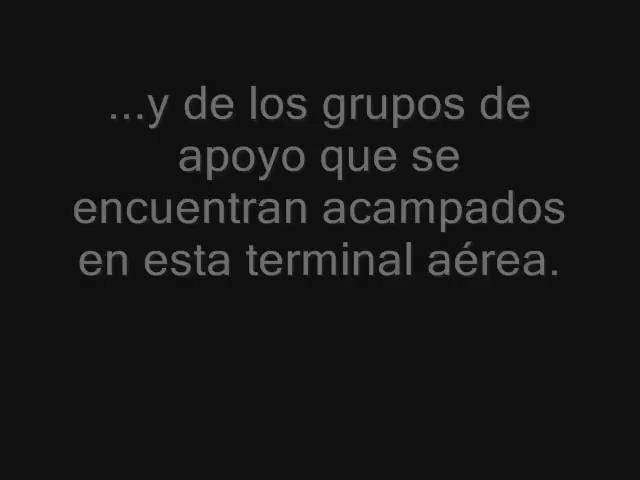 ...y de los grupos de
apoyo que se
encuentran acampados
en esta terminal aérea.